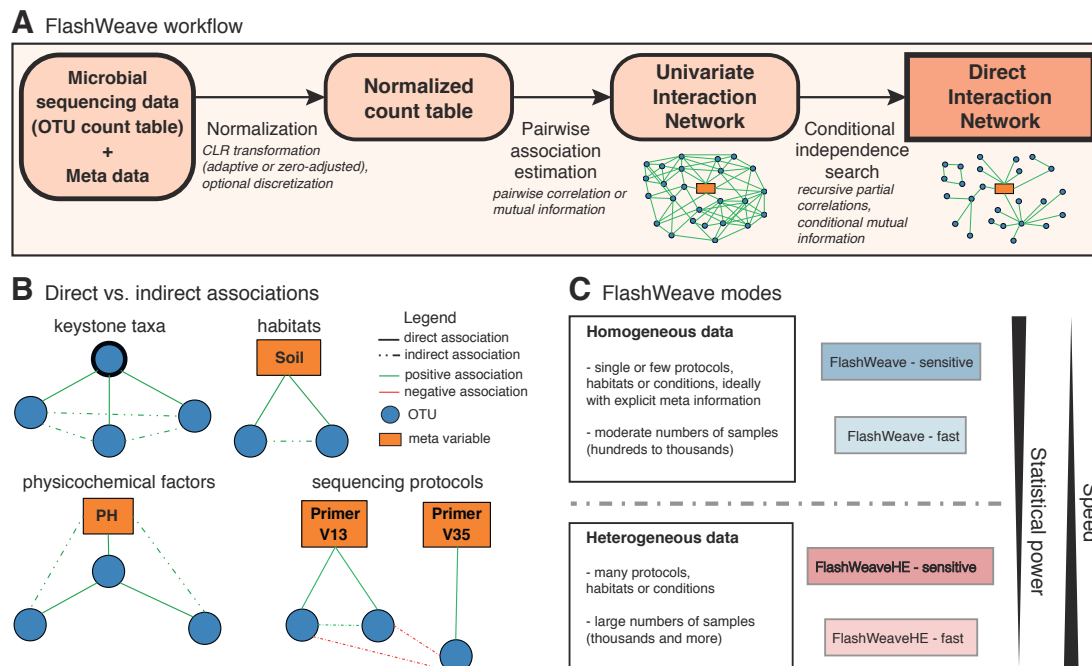 A FlashWeave workflow
Microbial
sequencing data
(OTU count table)
+
Meta data
Normalization
CLR transformation
(adaptive or zero-adjusted),
optional discretization
Normalized
count table
Pairwise
association
estimation
pairwise correlation or
mutual information
Univariate
Interaction
Network
Conditional
independence
search
recursive partial
correlations,
conditional mutual
information
Direct
Interaction
Network
B Direct vs. indirect associations
keystone taxa
habitats
Soil
Legend
direct association
indirect association
positive association
negative association
OTU
meta variable
physicochemical factors
PH
sequencing protocols
Primer
V13
Primer
V35
C FlashWeave modes
Homogeneous data
- single or few protocols,
habitats or conditions, ideally
with explicit meta information
- moderate numbers of samples
(hundreds to thousands)
FlashWeave - sensitive
FlashWeave - fast
Heterogeneous data
- many protocols,
habitats or conditions
- large numbers of samples
(thousands and more)
FlashWeaveHE - sensitive
FlashWeaveHE - fast
Statistical power
Speed